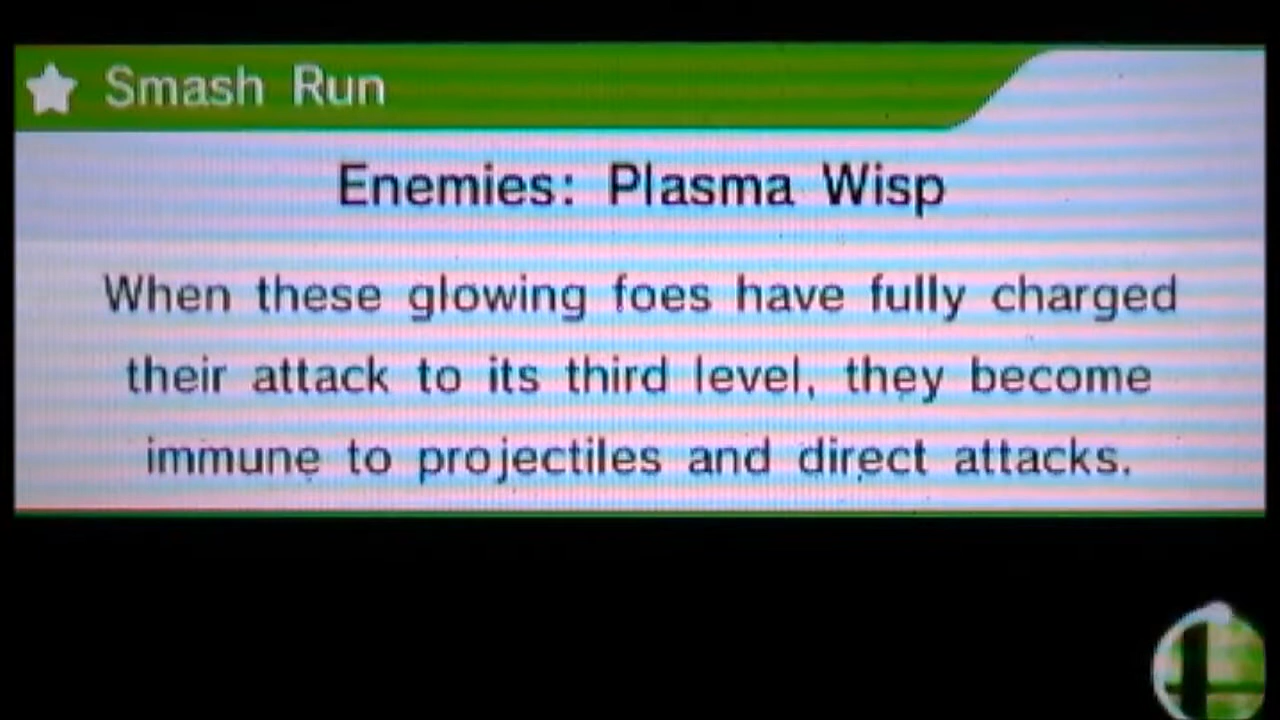 Smash Run
Enemies: Plasma Wisp
When these glowing foes have fully charged
their attack to its third level, they become
immune to projectiles and direct attacks.